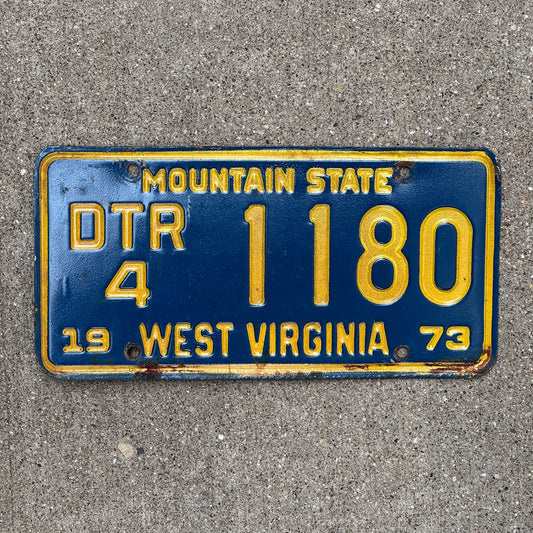 MOUNTAIN STATE
DTR
4
1180
19 WEST VIRGINIA 73